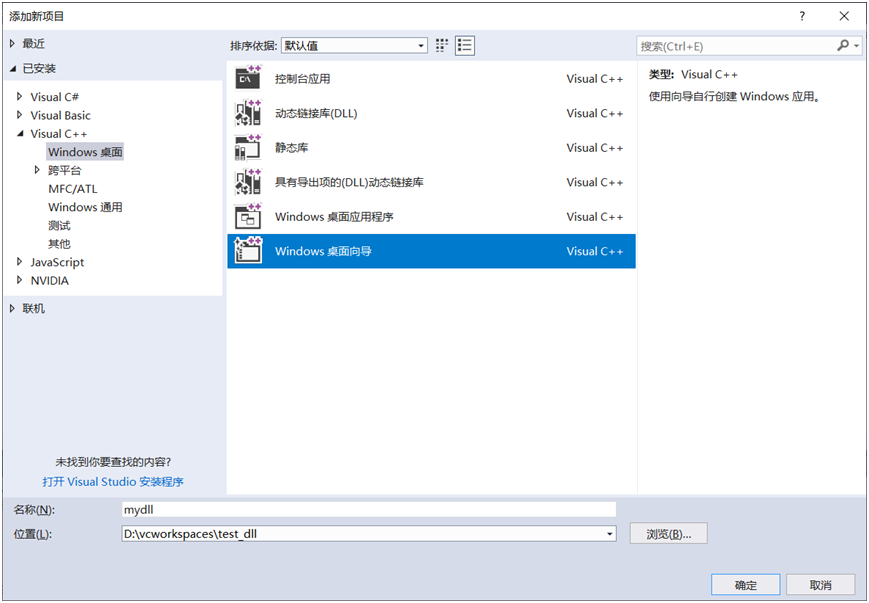 添加新项目
?
最近
已安装
Visual C#
Visual Basic
Visual C++
Windows 桌面
跨平台
MFC/ATL
Windows 通用
测试
其他
JavaScript
NVIDIA
联机
未找到你要查找的内容?
打开 Visual Studio 安装程序
排序依据: 默认值
控制台应用 Visual C++
动态链接库(DLL) Visual C++
静态库 Visual C++
具有导出项的(DLL)动态链接库 Visual C++
Windows 桌面应用程序 Visual C++
Windows 桌面向导 Visual C++
搜索(Ctrl+E)
类型: Visual C++
使用向导自行创建 Windows 应用。
名称(N): mydll
位置(L): D:\vcworkspaces\test_dll 浏览(B)...
确定 取消